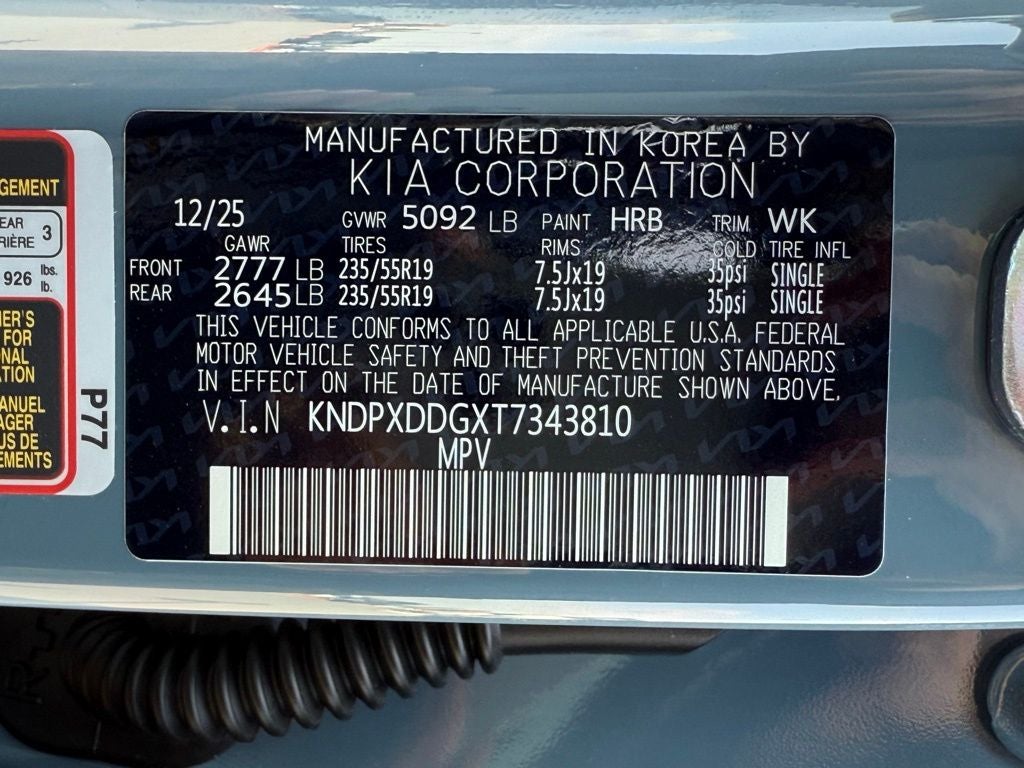 MANUFACTURED IN KOREA BY
KIA CORPORATION
12/25 GVWR 5092 LB PAINT HRB TRIM WK
GAWR TIRES RIMS COLD TIRE INFL
FRONT 2777 LB 235/55R19 7.5Jx19 35psi SINGLE
REAR 2645 LB 235/55R19 7.5Jx19 35psi SINGLE
THIS VEHICLE CONFORMS TO ALL APPLICABLE U.S.A. FEDERAL
MOTOR VEHICLE SAFETY AND THEFT PREVENTION STANDARDS
IN EFFECT ON THE DATE OF MANUFACTURE SHOWN ABOVE.
V.I.N KNDPXDDGXT7343810
MPV
GEMENT
EAR
RIÈRE 3
926 lbs.
lb.
ER'S
FOR
NAL
TION
ANUEL
AGER
US DE
EMENTS
P77